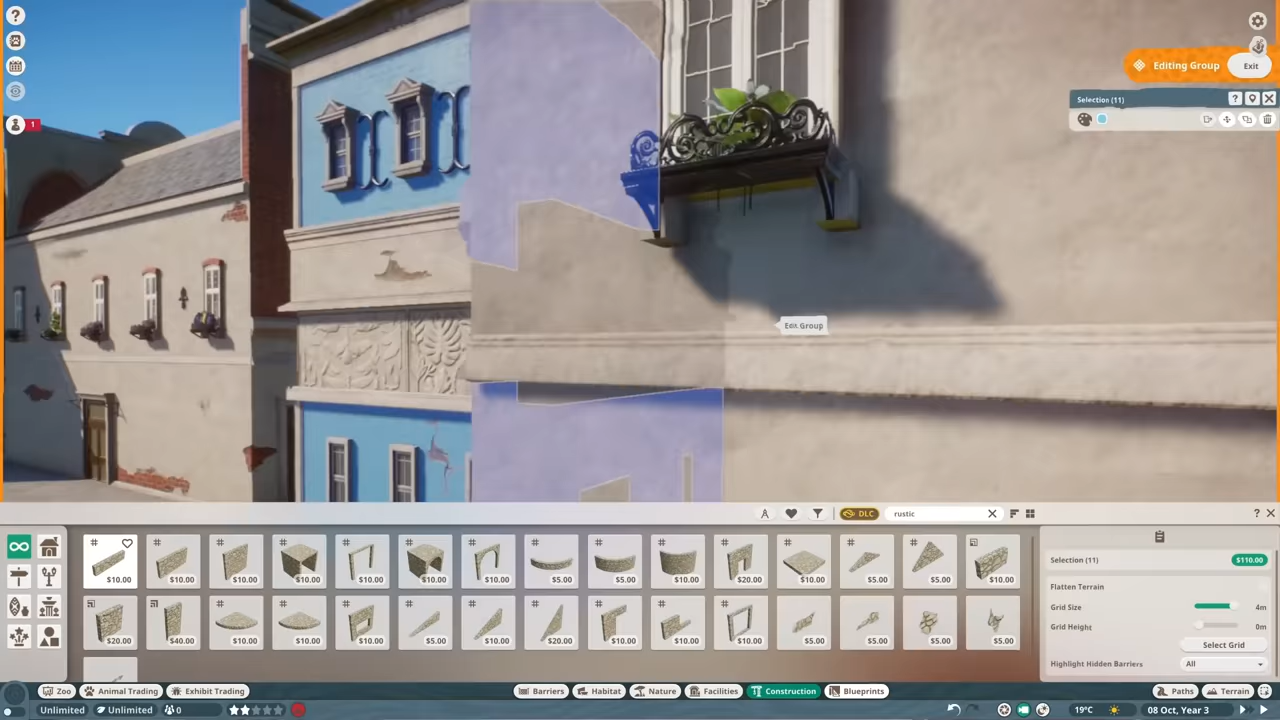 ?
Editing Group
Exit
Selection (11)
?
1
Edit Group
DLC
rustic
?
$10.00 $10.00 $10.00 $10.00 $10.00 $10.00 $10.00 $5.00 $5.00 $10.00 $20.00 $10.00 $5.00 $5.00 $10.00
$20.00 $40.00 $10.00 $10.00 $10.00 $5.00 $10.00 $20.00 $10.00 $10.00 $10.00 $5.00 $5.00 $5.00 $5.00
Selection (11) $110.00
Flatten Terrain
Grid Size 4m
Grid Height 0m
Select Grid
Highlight Hidden Barriers All
Zoo Animal Trading Exhibit Trading Barriers Habitat Nature Facilities Construction Blueprints Paths Terrain
Unlimited Unlimited 0 19°C 08 Oct, Year 3